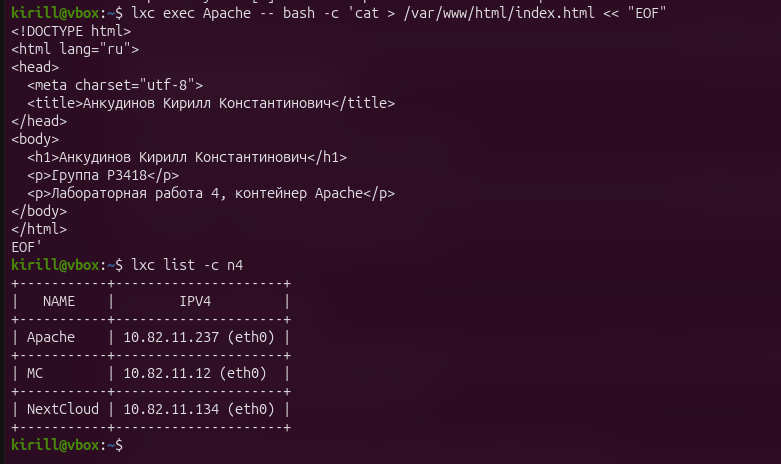 kirill@vbox:~$ lxc exec Apache -- bash -c 'cat > /var/www/html/index.html << "EOF"
<!DOCTYPE html>
<html lang="ru">
<head>
  <meta charset="utf-8">
  <title>Анкудинов Кирилл Константинович</title>
</head>
<body>
  <h1>Анкудинов Кирилл Константинович</h1>
  <p>Группа P3418</p>
  <p>Лабораторная работа 4, контейнер Apache</p>
</body>
</html>
EOF'
kirill@vbox:~$ lxc list -c n4
+-----------+---------------------+
|   NAME    |        IPV4         |
+-----------+---------------------+
| Apache    | 10.82.11.237 (eth0) |
+-----------+---------------------+
| MC        | 10.82.11.12 (eth0)  |
+-----------+---------------------+
| NextCloud | 10.82.11.134 (eth0) |
+-----------+---------------------+
kirill@vbox:~$